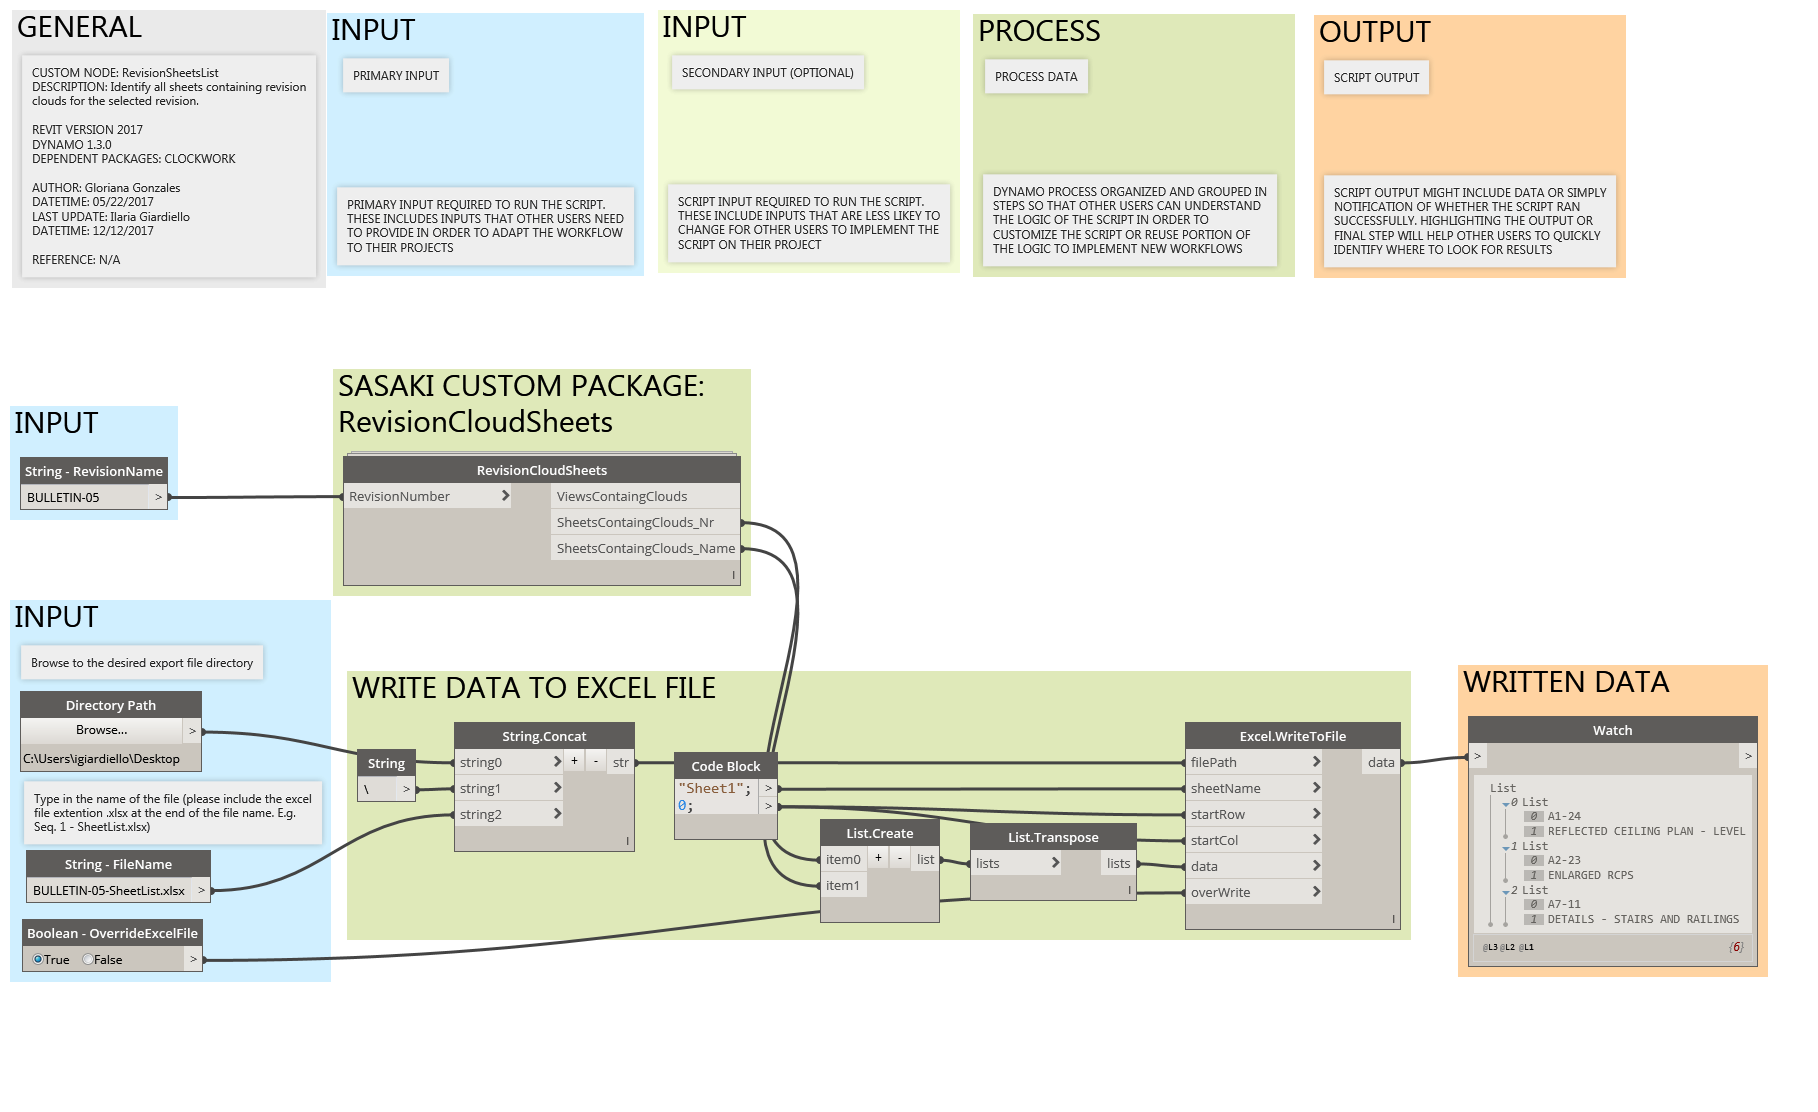 GENERAL
CUSTOM NODE: RevisionSheetsList
DESCRIPTION: Identify all sheets containing revision
clouds for the selected revision.
REVIT VERSION 2017
DYNAMO 1.3.0
DEPENDENT PACKAGES: CLOCKWORK
AUTHOR: Gloriana Gonzales
DATETIME: 05/22/2017
LAST UPDATE: Ilaria Giardiello
DATETIME: 12/12/2017
REFERENCE: N/A
INPUT
PRIMARY INPUT
PRIMARY INPUT REQUIRED TO RUN THE SCRIPT.
THESE INCLUDES INPUTS THAT OTHER USERS NEED
TO PROVIDE IN ORDER TO ADAPT THE WORKFLOW
TO THEIR PROJECTS
INPUT
SECONDARY INPUT (OPTIONAL)
SCRIPT INPUT REQUIRED TO RUN THE SCRIPT.
THESE INCLUDE INPUTS THAT ARE LESS LIKEY TO
CHANGE FOR OTHER USERS TO IMPLEMENT THE
SCRIPT ON THEIR PROJECT
PROCESS
PROCESS DATA
DYNAMO PROCESS ORGANIZED AND GROUPED IN
STEPS SO THAT OTHER USERS CAN UNDERSTAND
THE LOGIC OF THE SCRIPT IN ORDER TO
CUSTOMIZE THE SCRIPT OR REUSE PORTION OF
THE LOGIC TO IMPLEMENT NEW WORKFLOWS
OUTPUT
SCRIPT OUTPUT
SCRIPT OUTPUT MIGHT INCLUDE DATA OR SIMPLY
NOTIFICATION OF WHETHER THE SCRIPT RAN
SUCCESSFULLY. HIGHLIGHTING THE OUTPUT OR
FINAL STEP WILL HELP OTHER USERS TO QUICKLY
IDENTIFY WHERE TO LOOK FOR RESULTS
INPUT
String - RevisionName
BULLETIN-05 >
SASAKI CUSTOM PACKAGE:
RevisionCloudSheets
RevisionCloudSheets
RevisionNumber
ViewsContaingClouds
SheetsContaingClouds_Nr
SheetsContaingClouds_Name
I
INPUT
Browse to the desired export file directory
Directory Path
Browse... >
C:\Users\igiardiello\Desktop
Type in the name of the file (please include the excel
file extention .xlsx at the end of the file name. E.g.
Seq. 1 - SheetList.xlsx)
String - FileName
BULLETIN-05-SheetList.xlsx >
Boolean - OverrideExcelFile
True False >
WRITE DATA TO EXCEL FILE
String
\ >
String.Concat
string0 + - str
string1
string2
I
Code Block
"Sheet1"; >
0; >
List.Create
item0 + - list
item1
List.Transpose
lists lists
I
Excel.WriteToFile
filePath data
sheetName
startRow
startCol
data
overWrite
I
WRITTEN DATA
Watch
> >
List
0 List
0 A1-24
1 REFLECTED CEILING PLAN - LEVEL
1 List
0 A2-23
1 ENLARGED RCPS
2 List
0 A7-11
1 DETAILS - STAIRS AND RAILINGS
@L3 @L2 @L1 {6}